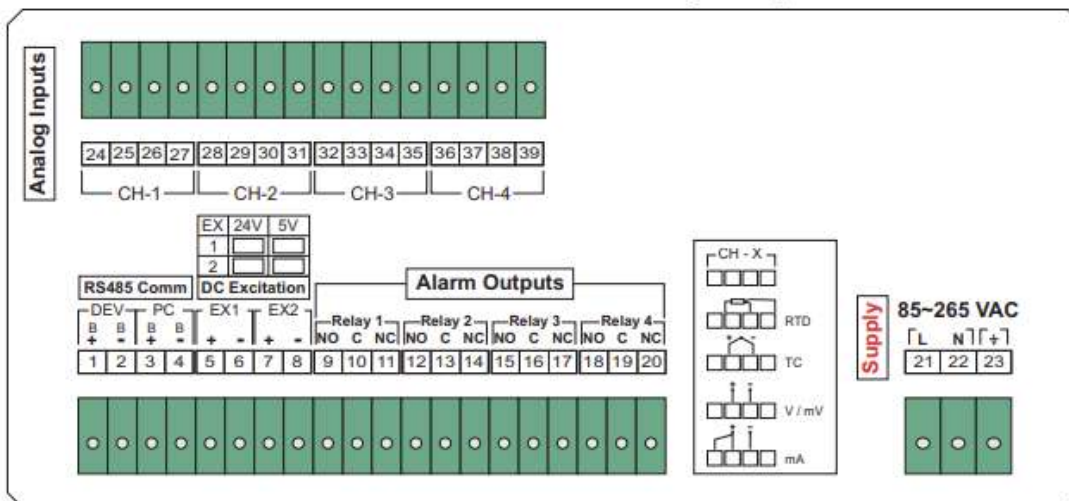 Analog Inputs
24 25 26 27 28 29 30 31 32 33 34 35 36 37 38 39
CH-1 CH-2 CH-3 CH-4
EX 24V 5V
1
2
RS485 Comm DC Excitation Alarm Outputs
DEV PC EX1 EX2 Relay 1 Relay 2 Relay 3 Relay 4
B B B B
+ - + - + - + - NO C NC NO C NC NO C NC NO C NC
1 2 3 4 5 6 7 8 9 10 11 12 13 14 15 16 17 18 19 20
CH - X
RTD
+ -
TC
+ -
V / mV
+ -
mA
Supply
85~265 VAC
L N +
21 22 23